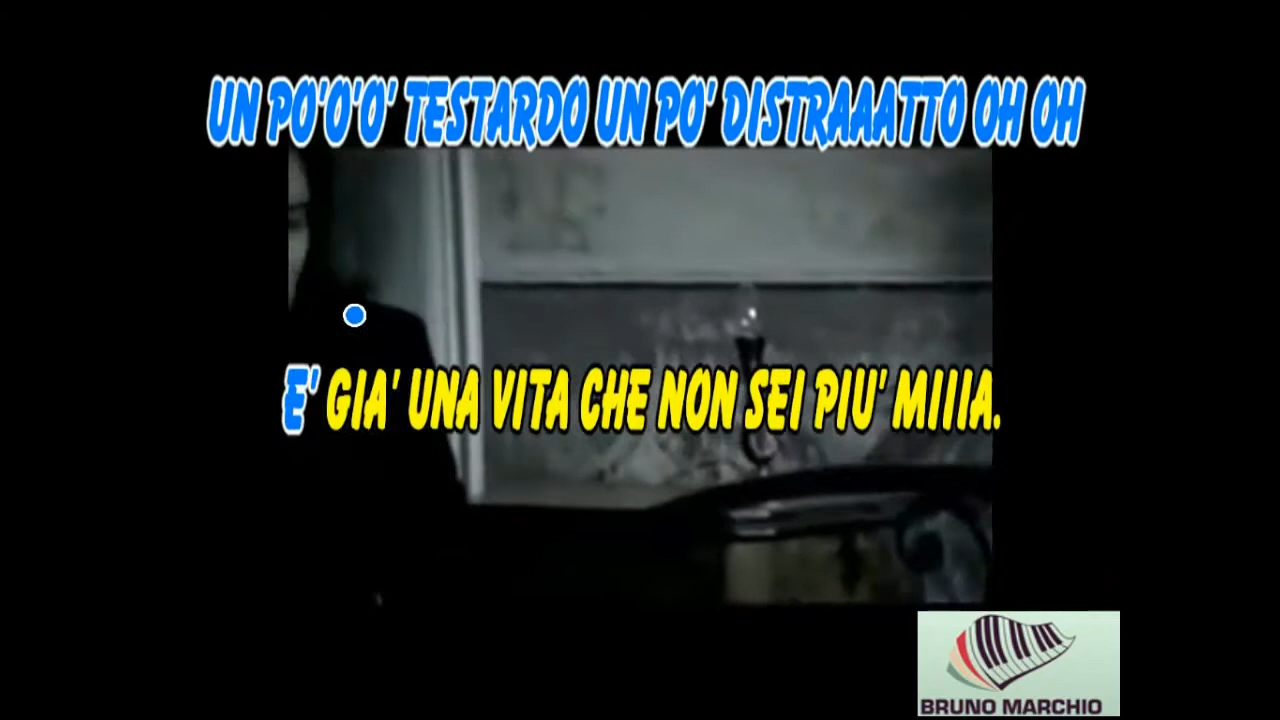 UN PO'O'O' TESTARDO UN PO' DISTRAAATTO OH OH
E' GIA' UNA VITA CHE NON SEI PIU' MIIIA.
BRUNO MARCHIO